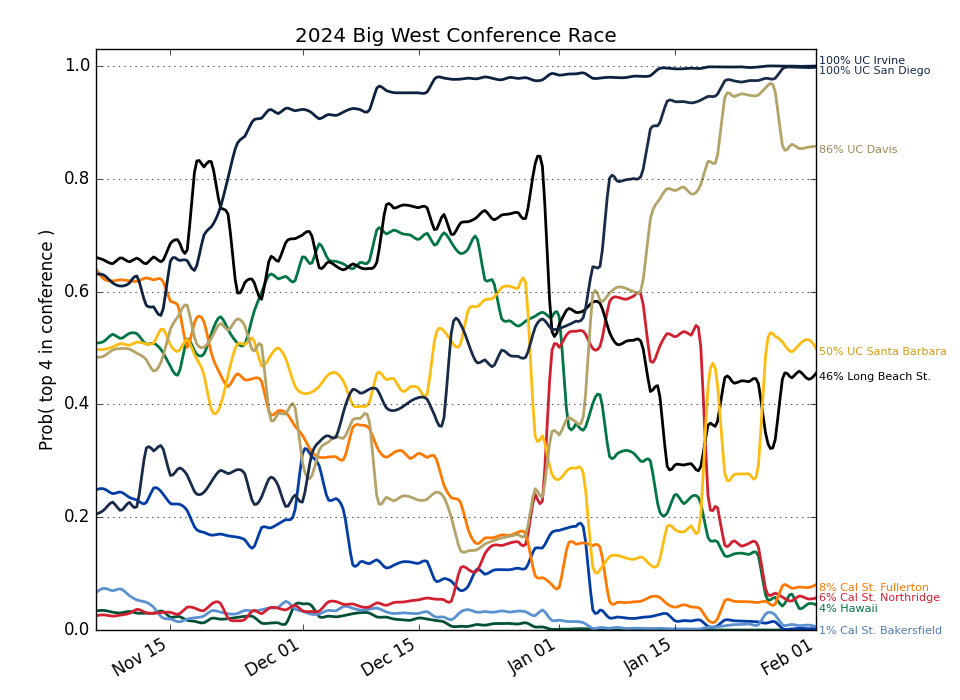 2024 Big West Conference Race
Prob( top 4 in conference )
1.0
0.8
0.6
0.4
0.2
0.0
Nov 15
Dec 01
Dec 15
Jan 01
Jan 15
Feb 01
100% UC Irvine
100% UC San Diego
86% UC Davis
50% UC Santa Barbara
46% Long Beach St.
8% Cal St. Fullerton
6% Cal St. Northridge
4% Hawaii
1% Cal St. Bakersfield